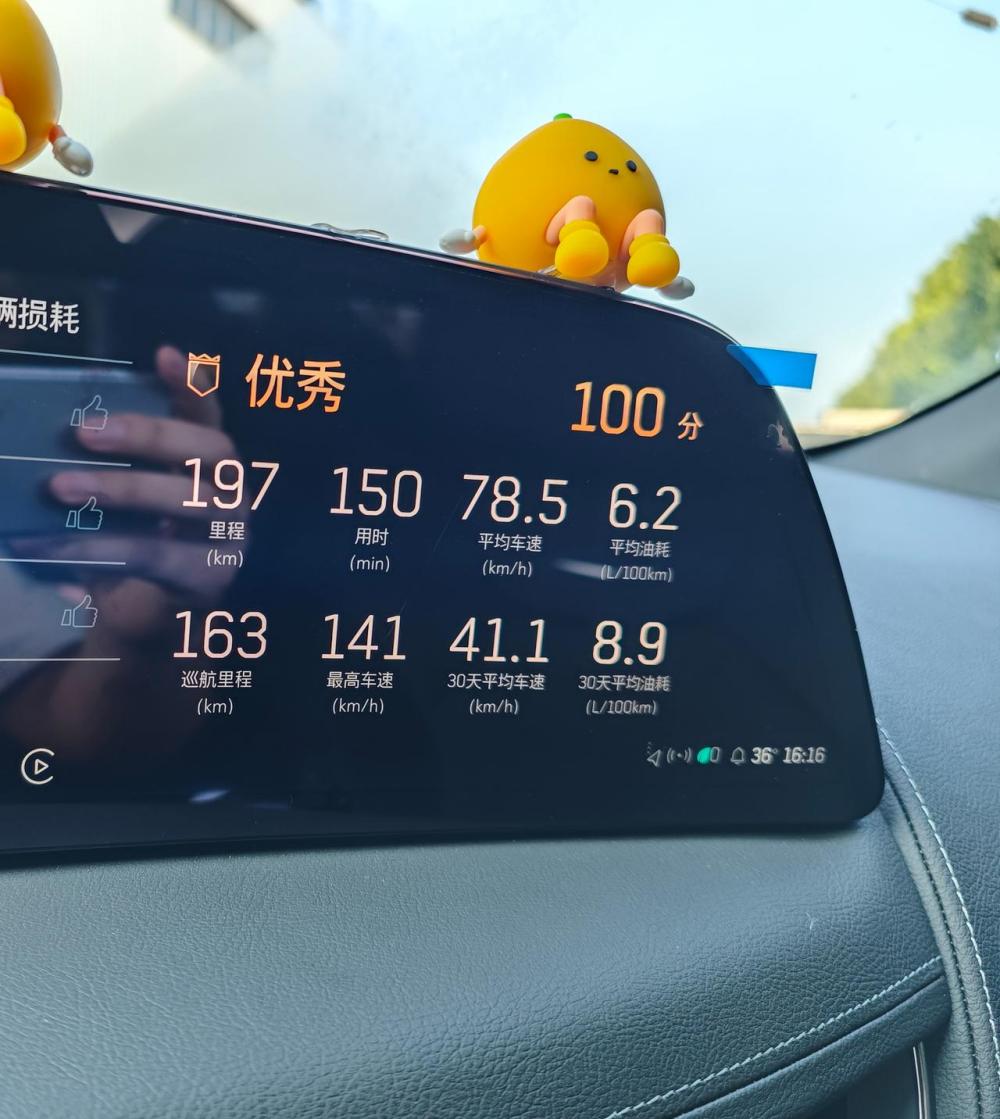 辆损耗
优秀 100 分
197 150 78.5 6.2
里程 用时 平均车速 平均油耗
(km) (min) (km/h) (L/100km)
163 141 41.1 8.9
巡航里程 最高车速 30天平均车速 30天平均油耗
(km) (km/h) (km/h) (L/100km)
0 36° 16:16